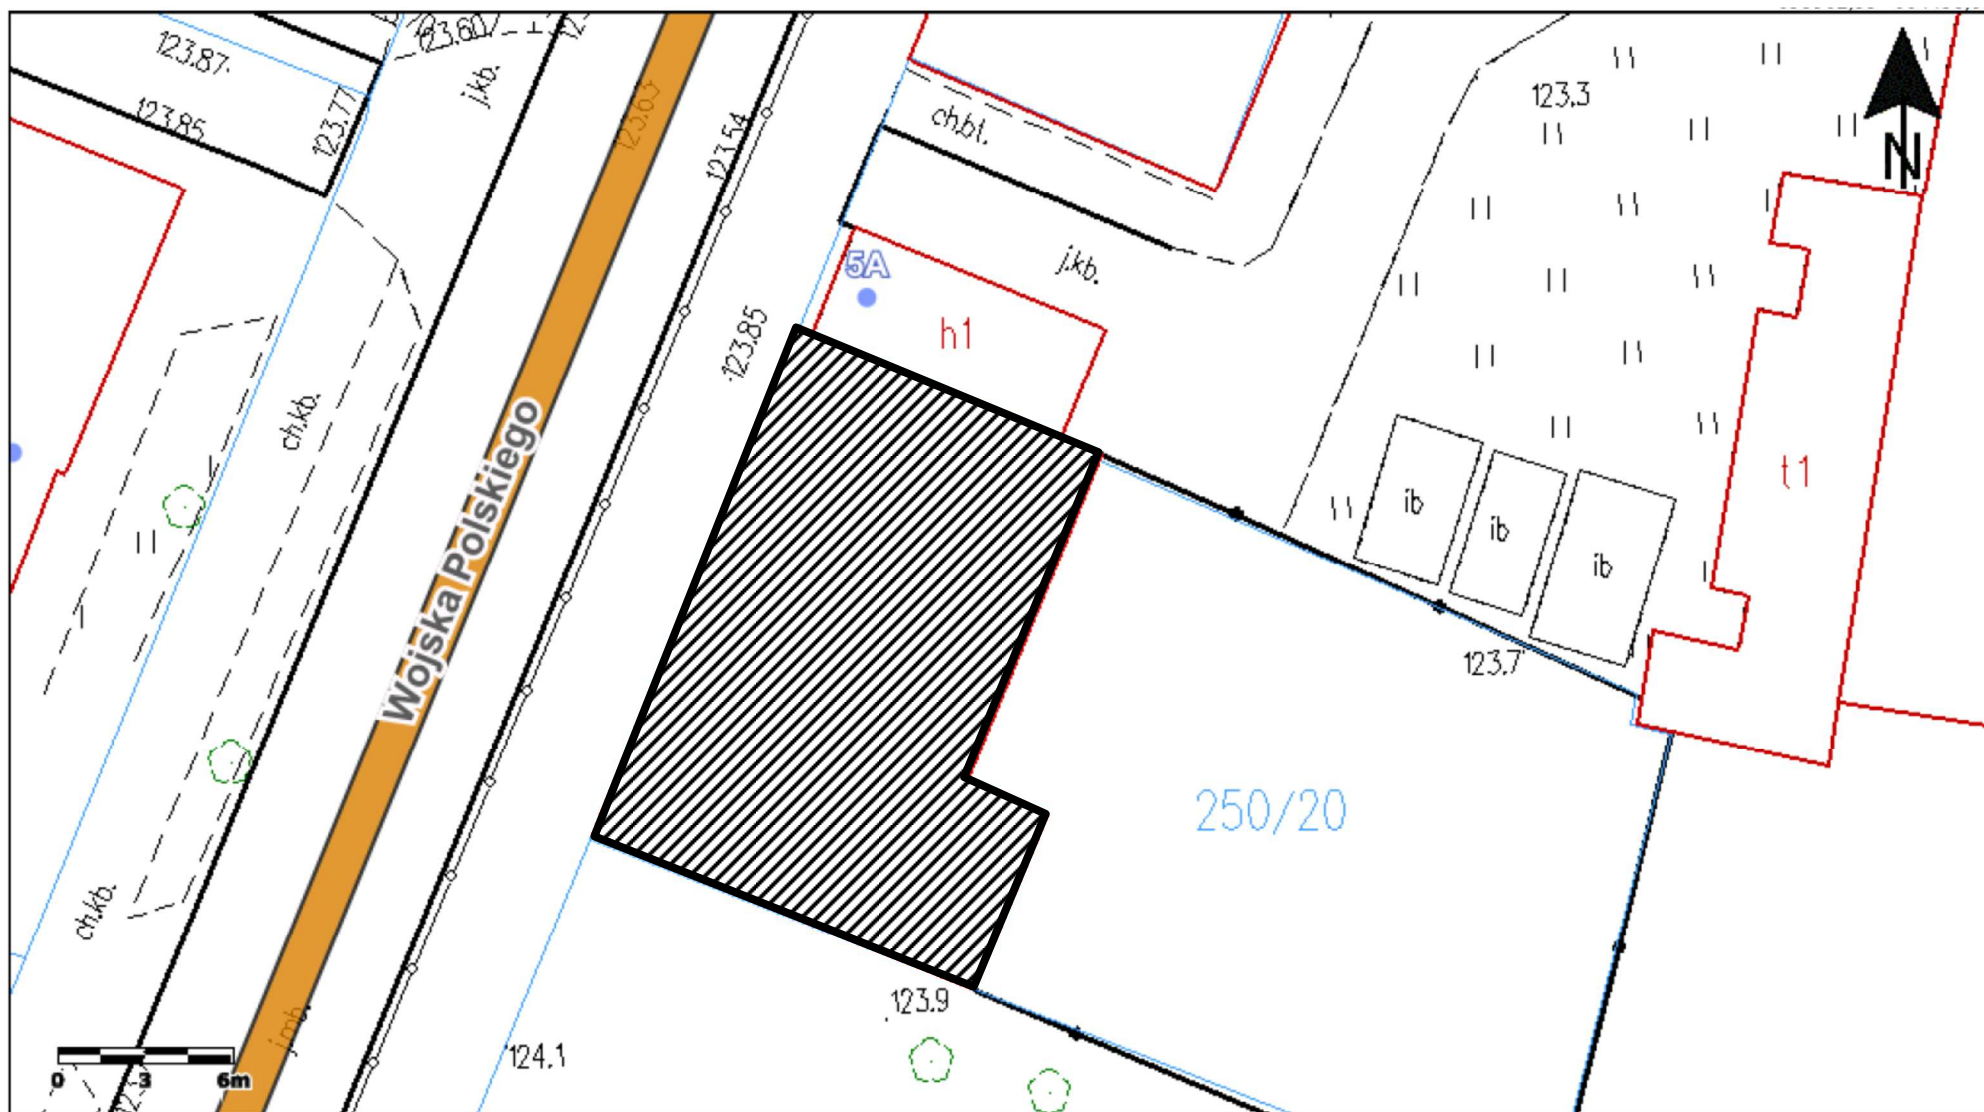 123.87
123.60
j.kb.
123.85
123.77
123.63
123.54
ch.bt.
123.3
N
5A
j.kb.
h1
123.85
ch.kb.
Wojska Polskiego
ib
ib
ib
t1
123.7
250/20
ch.kb.
123.9
j.mb.
124.1
0 3 6m